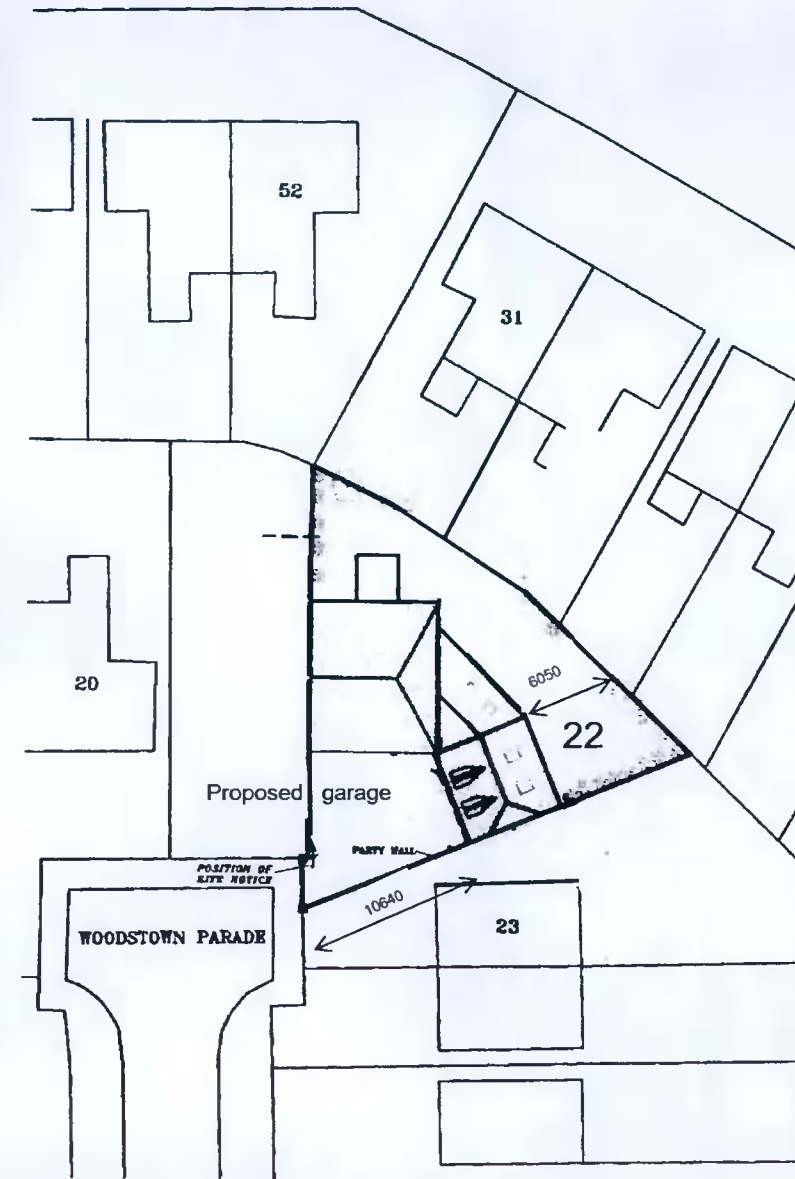 52
31
20
6050
22
Proposed garage
PARTY WALL
POSITION OF
SITE NOTICE
10640
WOODSTOWN PARADE
23